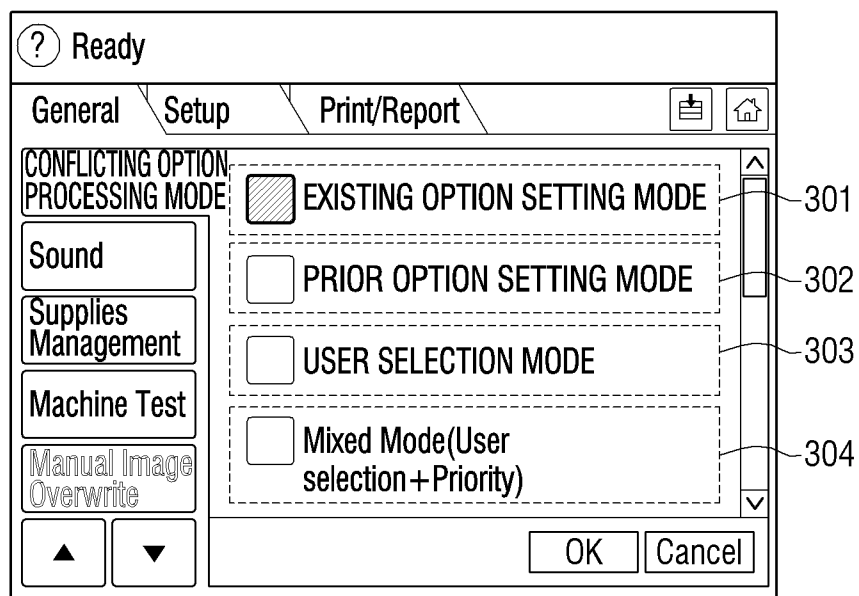 ? Ready
General Setup Print/Report
CONFLICTING OPTION
PROCESSING MODE
EXISTING OPTION SETTING MODE
301
Sound
PRIOR OPTION SETTING MODE
302
Supplies
Management
USER SELECTION MODE
303
Machine Test
Mixed Mode(User
selection+Priority)
304
Manual Image
Overwrite
▲ ▼
OK Cancel